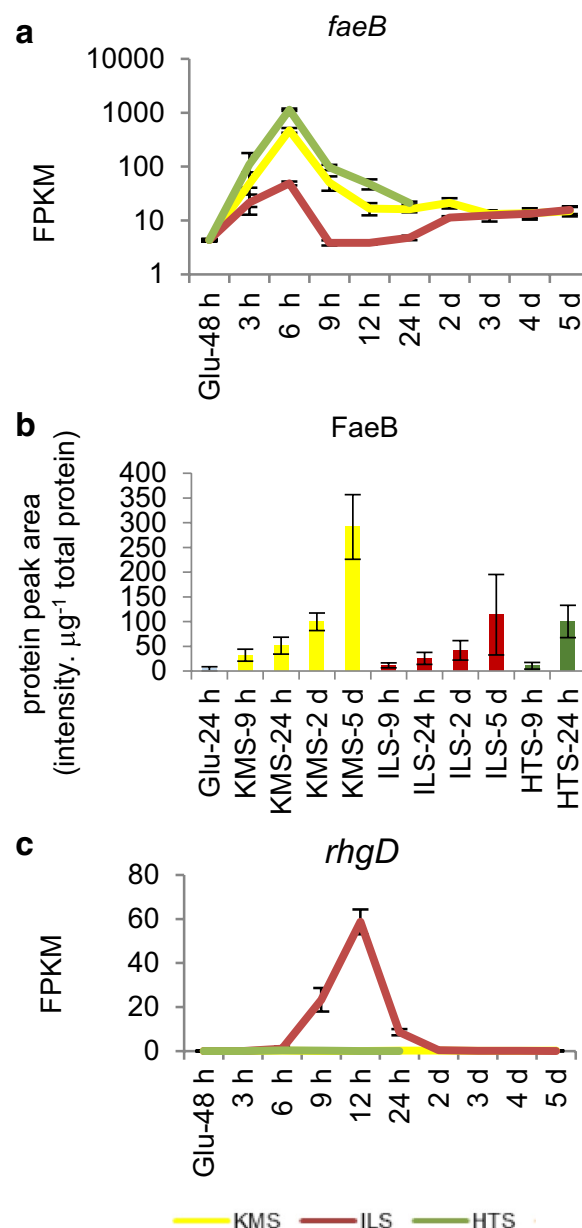 a
faeB
10000
1000
100
10
1
FPKM
Glu-48 h
3 h
6 h
9 h
12 h
24 h
2 d
3 d
4 d
5 d
b
FaeB
400
350
300
250
200
150
100
50
0
protein peak area
(intensity. µg⁻¹ total protein)
Glu-24 h
KMS-9 h
KMS-24 h
KMS-2 d
KMS-5 d
ILS-9 h
ILS-24 h
ILS-2 d
ILS-5 d
HTS-9 h
HTS-24 h
c
rhgD
80
60
40
20
0
FPKM
Glu-48 h
3 h
6 h
9 h
12 h
24 h
2 d
3 d
4 d
5 d
KMS ILS HTS